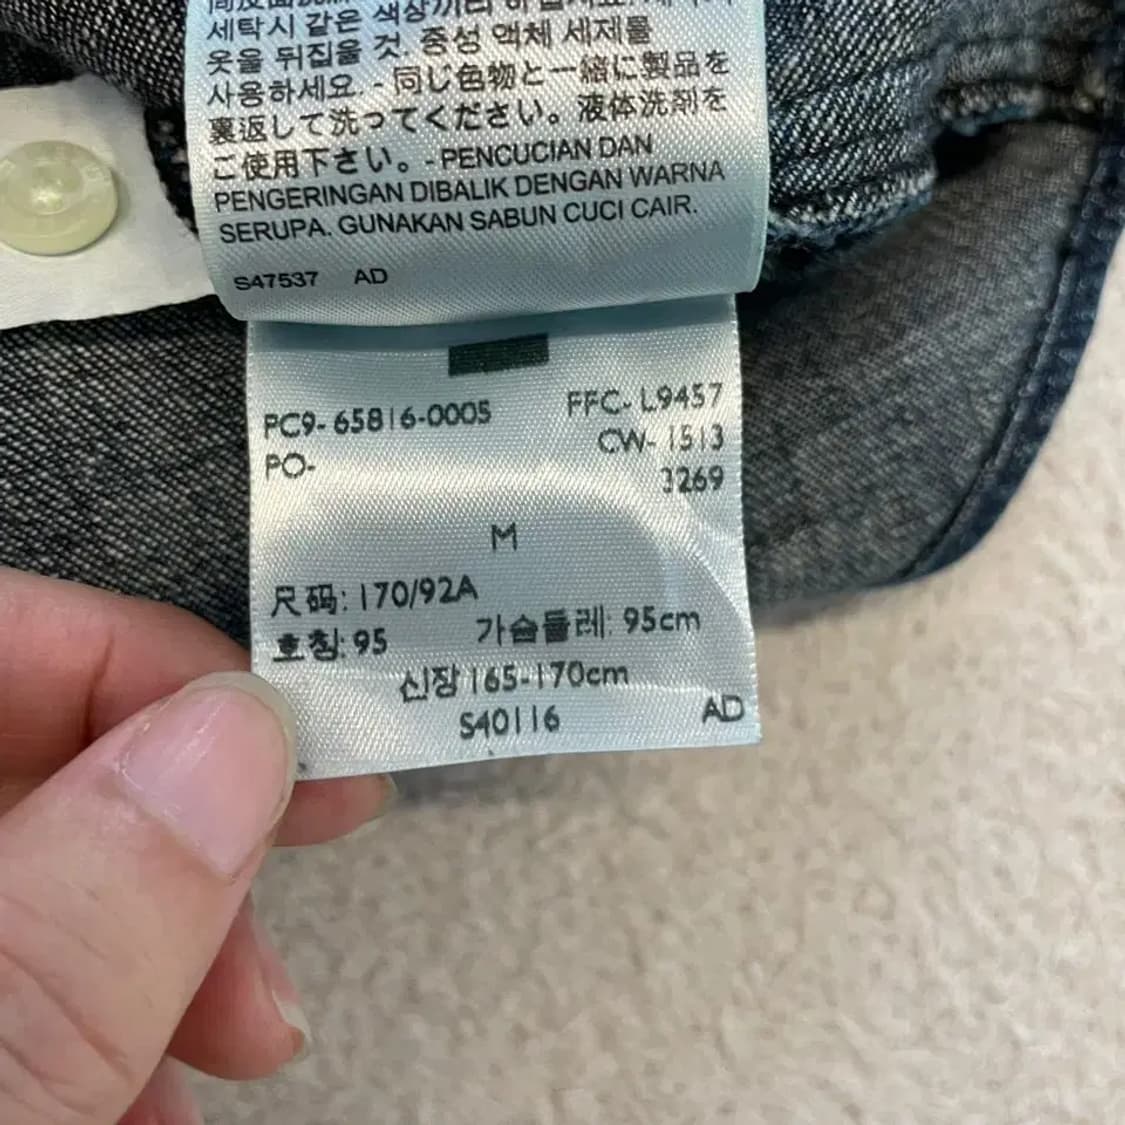 세탁시 같은 색상끼리
옷을 뒤집을 것. 중성 액체 세제를
사용하세요. - 同じ色物と一緒に製品を
裏返して洗ってください。液体洗剤を
ご使用下さい。- PENCUCIAN DAN
PENGERINGAN DIBALIK DENGAN WARNA
SERUPA. GUNAKAN SABUN CUCI CAIR.
S47537 AD
PC9- 65816-0005 FFC- L9457
PO- CW- 1513
3269
M
尺码: 170/92A
호칭: 95 가슴둘레: 95cm
신장 165-170cm
S40116 AD